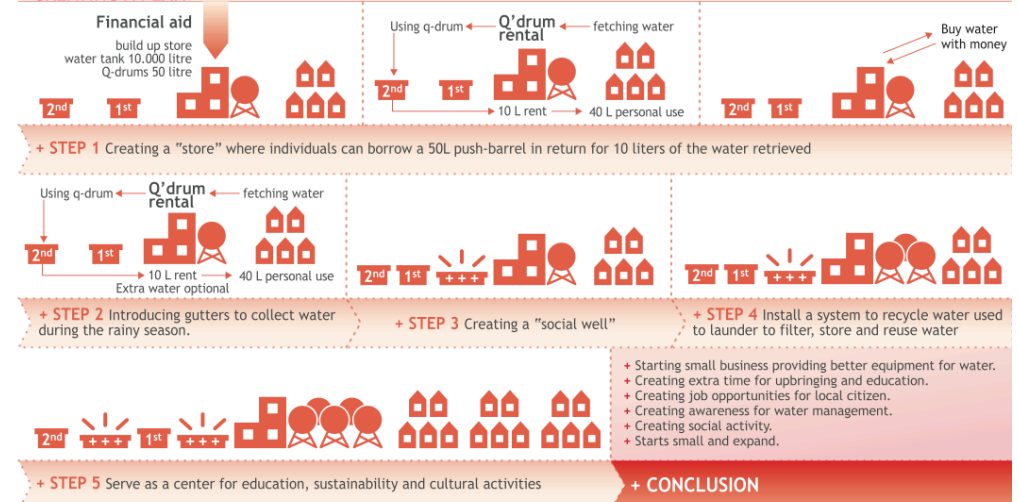 Financial aid
build up store
water tank 10.000 litre
Q-drums 50 litre
2nd
1st
Using q-drum
Q'drum
rental
fetching water
2nd
1st
10 L rent
40 L personal use
Buy water
with money
2nd
1st
+ STEP 1 Creating a "store" where individuals can borrow a 50L push-barrel in return for 10 liters of the water retrieved
Using q-drum
Q'drum
rental
fetching water
2nd
1st
10 L rent
40 L personal use
Extra water optional
2nd
1st
+++
2nd
1st
+++
+ STEP 2 Introducing gutters to collect water
during the rainy season.
+ STEP 3 Creating a "social well"
+ STEP 4 Install a system to recycle water used
to launder to filter, store and reuse water
2nd
+++
1st
+++
+ Starting small business providing better equipment for water.
+ Creating extra time for upbringing and education.
+ Creating job opportunities for local citizen.
+ Creating awareness for water management.
+ Creating social activity.
+ Starts small and expand.
+ STEP 5 Serve as a center for education, sustainability and cultural activities
+ CONCLUSION